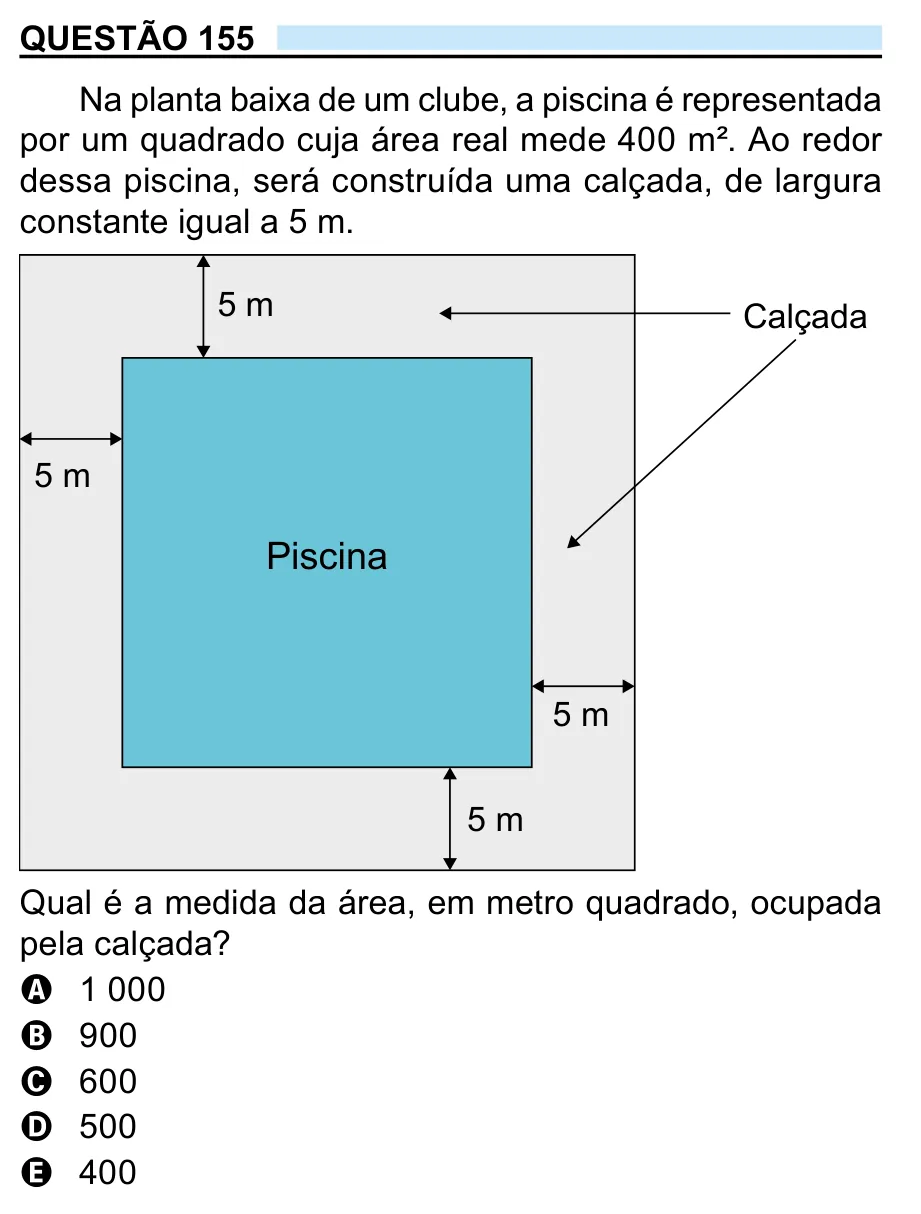 QUESTÃO 155
Na planta baixa de um clube, a piscina é representada
por um quadrado cuja área real mede 400 m². Ao redor
dessa piscina, será construída uma calçada, de largura
constante igual a 5 m.
5 m
Calçada
5 m
Piscina
5 m
5 m
Qual é a medida da área, em metro quadrado, ocupada
pela calçada?
A 1 000
B 900
C 600
D 500
E 400